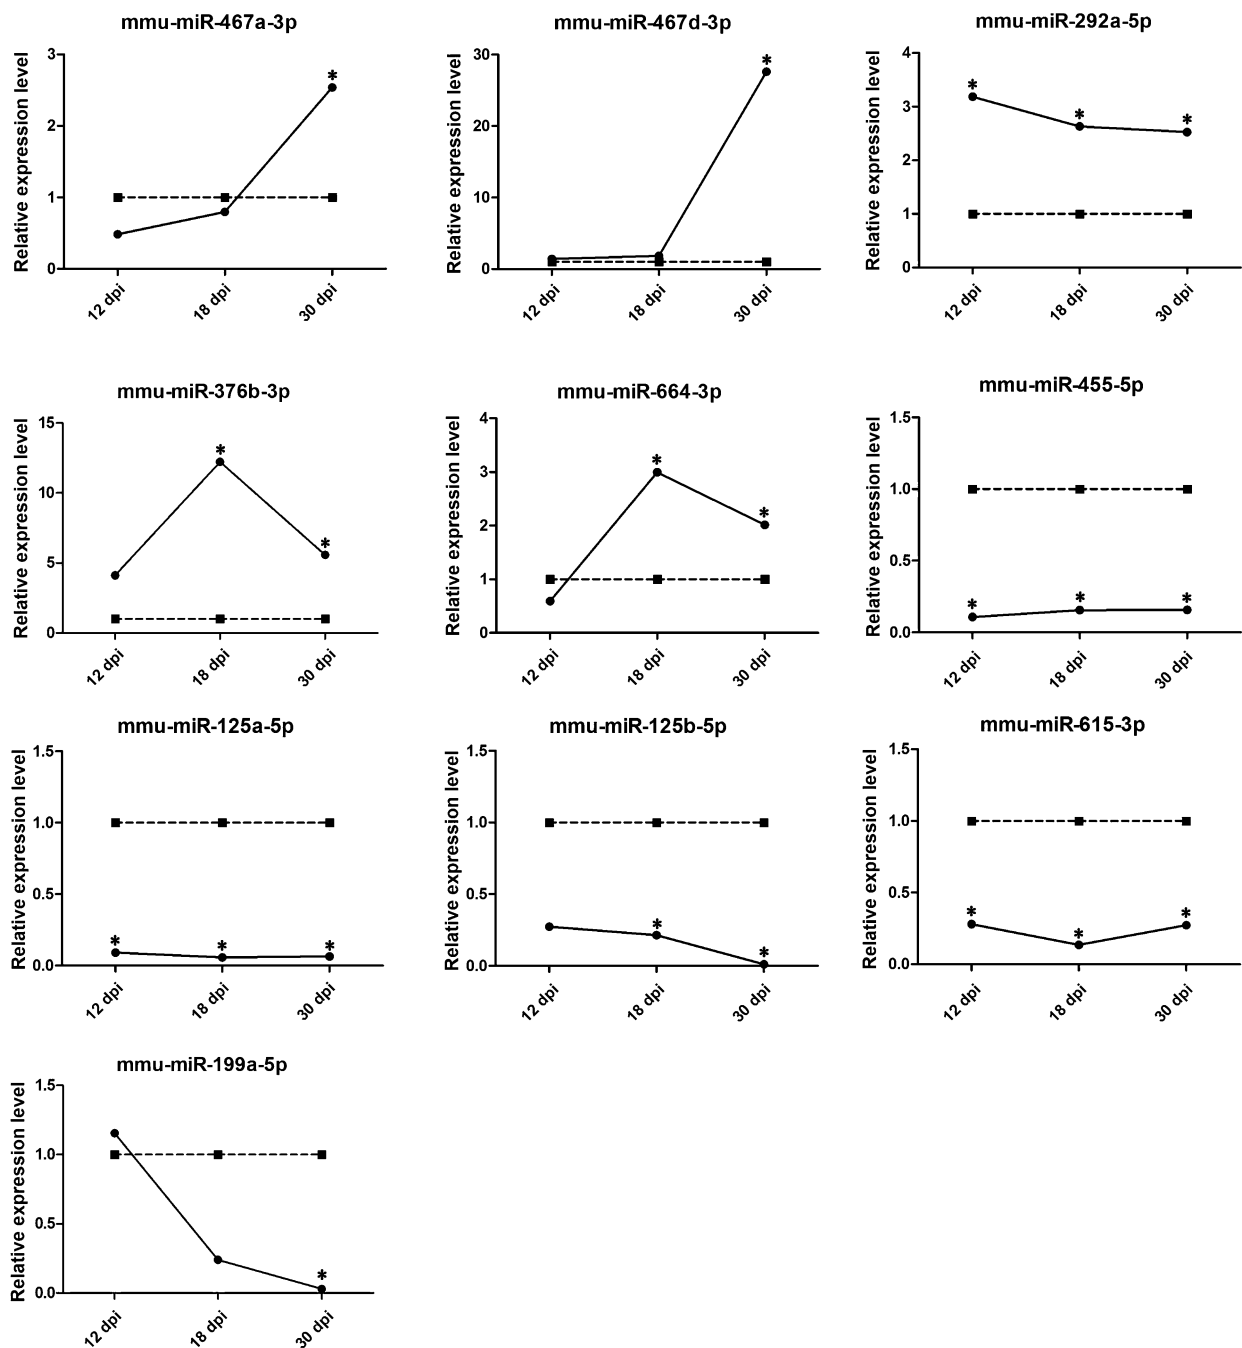 mmu-miR-467a-3p
Relative expression level
3
2
1
0
12 dpi
18 dpi
30 dpi
*
mmu-miR-467d-3p
Relative expression level
30
20
10
0
12 dpi
18 dpi
30 dpi
*
mmu-miR-292a-5p
Relative expression level
4
3
2
1
0
12 dpi
18 dpi
30 dpi
* * *
mmu-miR-376b-3p
Relative expression level
15
10
5
0
12 dpi
18 dpi
30 dpi
* *
mmu-miR-664-3p
Relative expression level
4
3
2
1
0
12 dpi
18 dpi
30 dpi
* *
mmu-miR-455-5p
Relative expression level
1.5
1.0
0.5
0.0
12 dpi
18 dpi
30 dpi
* * *
mmu-miR-125a-5p
Relative expression level
1.5
1.0
0.5
0.0
12 dpi
18 dpi
30 dpi
* * *
mmu-miR-125b-5p
Relative expression level
1.5
1.0
0.5
0.0
12 dpi
18 dpi
30 dpi
* *
mmu-miR-615-3p
Relative expression level
1.5
1.0
0.5
0.0
12 dpi
18 dpi
30 dpi
* * *
mmu-miR-199a-5p
Relative expression level
1.5
1.0
0.5
0.0
12 dpi
18 dpi
30 dpi
*